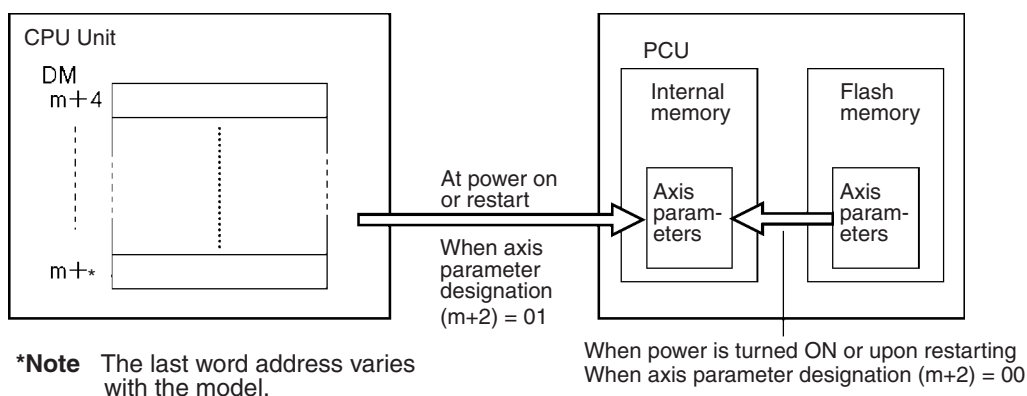 CPU Unit
DM
m+4
m+*
At power on
or restart
When axis
parameter
designation
(m+2) = 01
PCU
Internal
memory
Axis
param-
eters
Flash
memory
Axis
param-
eters
*Note The last word address varies
with the model.
When power is turned ON or upon restarting
When axis parameter designation (m+2) = 00